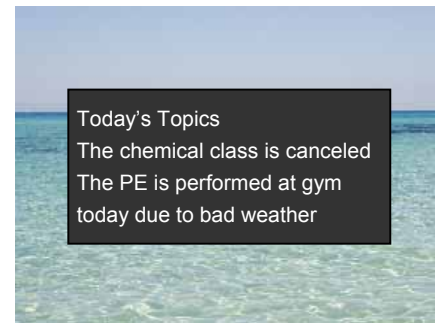 Today's Topics
The chemical class is canceled
The PE is performed at gym
today due to bad weather